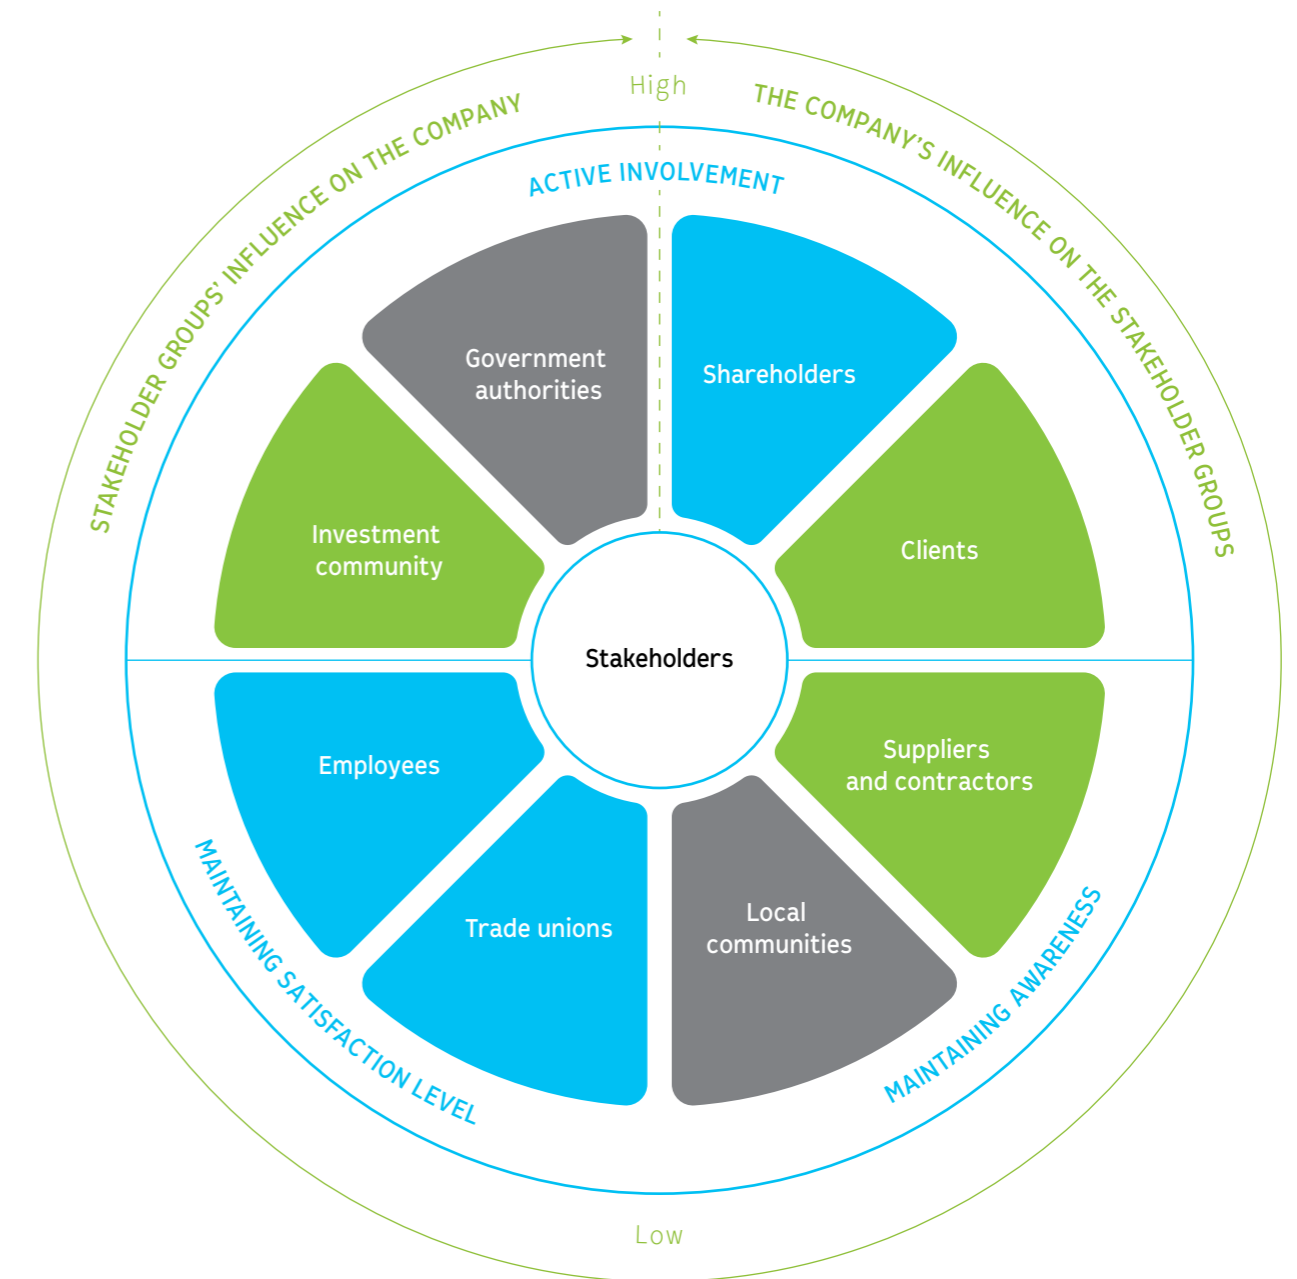 High
STAKEHOLDER GROUPS’ INFLUENCE ON THE COMPANY
THE COMPANY’S INFLUENCE ON THE STAKEHOLDER GROUPS
ACTIVE INVOLVEMENT
Government
authorities
Shareholders
Investment
community
Clients
Stakeholders
Employees
Suppliers
and contractors
Trade unions
Local
communities
MAINTAINING SATISFACTION LEVEL
MAINTAINING AWARENESS
Low